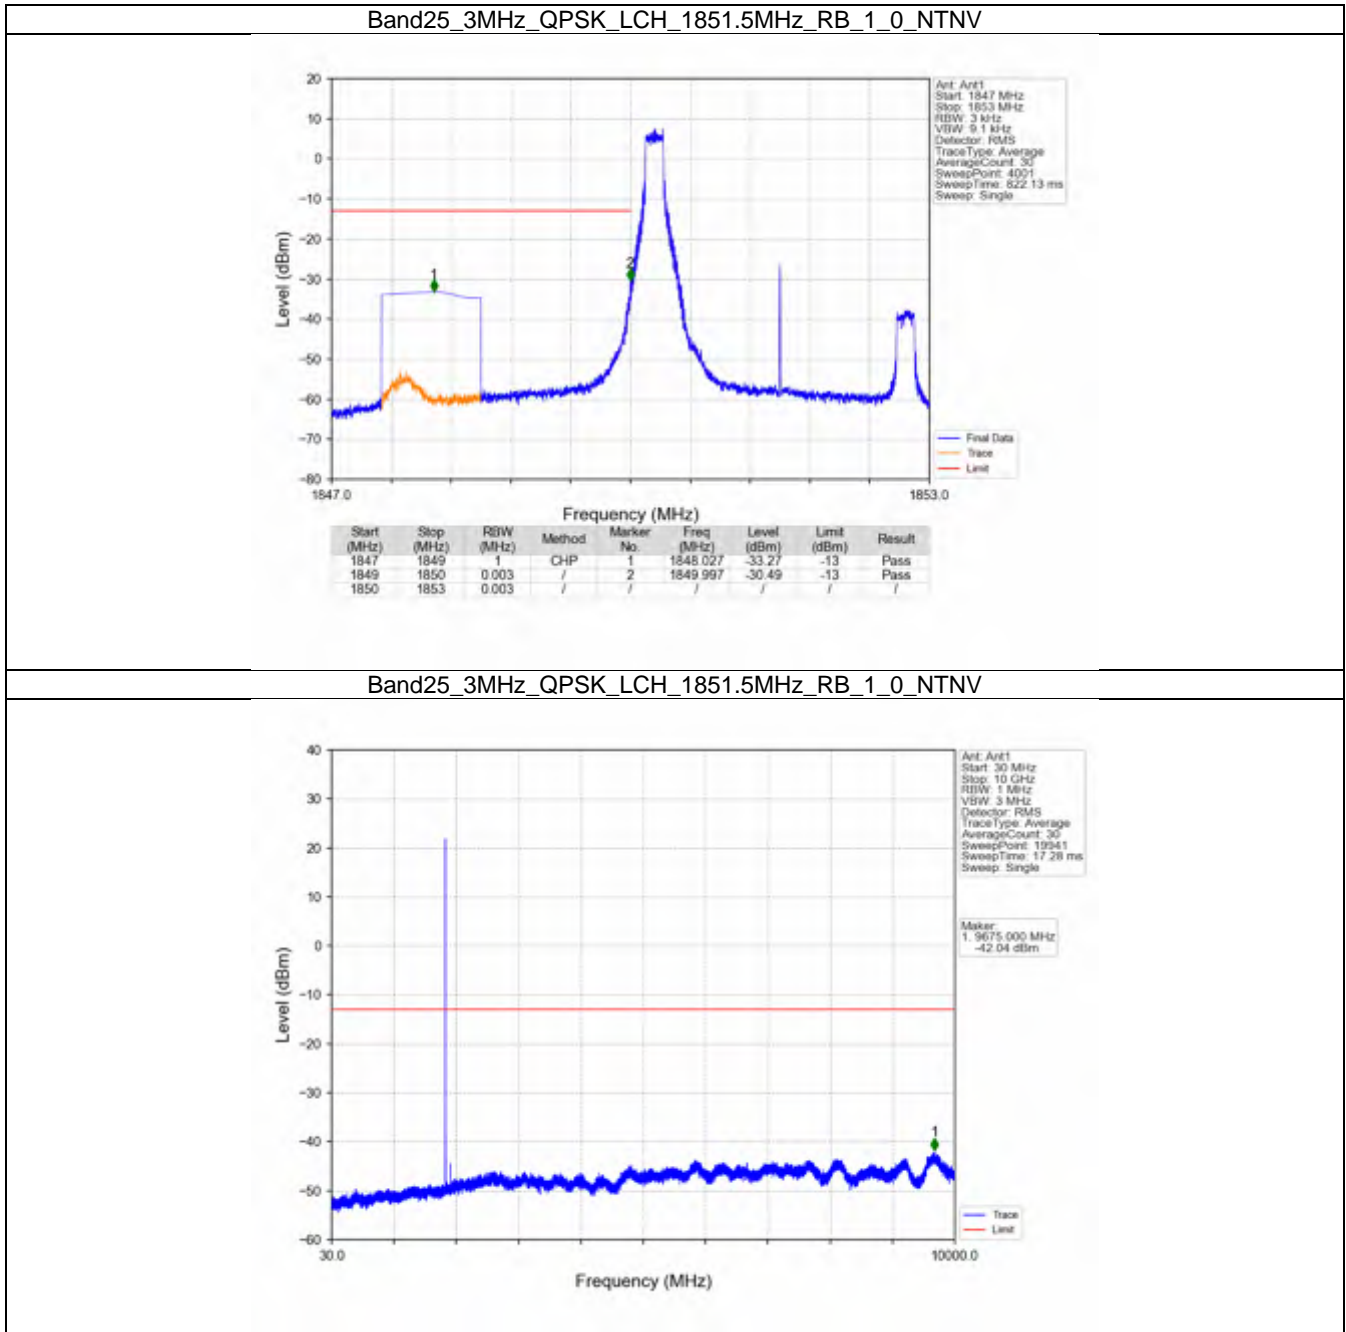 Band25_3MHz_QPSK_LCH_1851.5MHz_RB_1_0_NTNV
Ant: Ant1
Start: 1847 MHz
Stop: 1853 MHz
RBW: 3 kHz
VBW: 9.1 kHz
Detector: RMS
TraceType: Average
AverageCount: 30
SweepPoint: 4001
SweepTime: 822.13 ms
Sweep: Single
20
10
0
−10
−20
−30
−40
−50
−60
−70
−80
Level (dBm)
1
2
Final Data
Trace
Limit
1847.0 1853.0
Frequency (MHz)
Start (MHz) Stop (MHz) RBW (MHz) Method Marker No. Freq (MHz) Level (dBm) Limit (dBm) Result
1847 1849 1 CHP 1 1848.027 -33.27 -13 Pass
1849 1850 0.003 / 2 1849.997 -30.49 -13 Pass
1850 1853 0.003 / / / / / /
Band25_3MHz_QPSK_LCH_1851.5MHz_RB_1_0_NTNV
Ant: Ant1
Start: 30 MHz
Stop: 10 GHz
RBW: 1 MHz
VBW: 3 MHz
Detector: RMS
TraceType: Average
AverageCount: 30
SweepPoint: 19941
SweepTime: 17.28 ms
Sweep: Single
Maker:
1. 9675.000 MHz
-42.04 dBm
40
30
20
10
0
−10
−20
−30
−40
−50
−60
Level (dBm)
1
Trace
Limit
30.0 10000.0
Frequency (MHz)